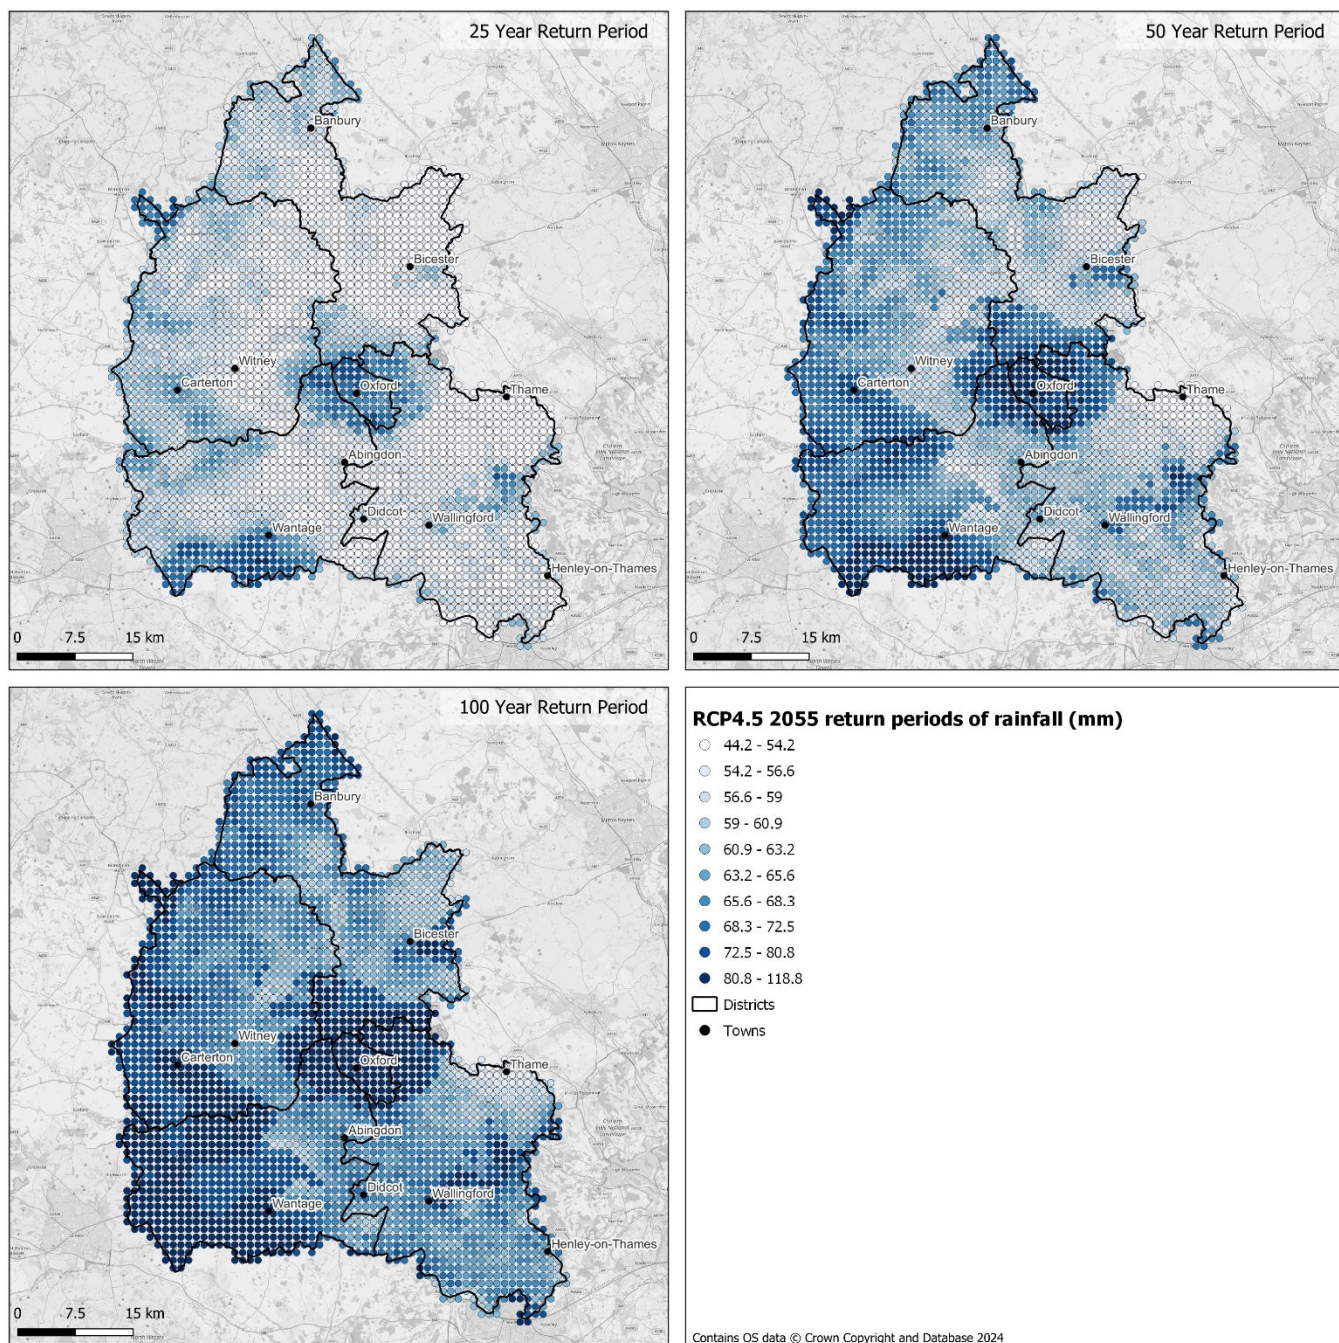 25 Year Return Period
Banbury
Bicester
Witney
Carterton
Oxford
Thame
Abingdon
Didcot
Wallingford
Wantage
Henley-on-Thames
0 7.5 15 km
50 Year Return Period
Banbury
Bicester
Witney
Carterton
Oxford
Thame
Abingdon
Didcot
Wallingford
Wantage
Henley-on-Thames
0 7.5 15 km
100 Year Return Period
Banbury
Bicester
Witney
Carterton
Oxford
Thame
Abingdon
Didcot
Wallingford
Wantage
Henley-on-Thames
0 7.5 15 km
RCP4.5 2055 return periods of rainfall (mm)
44.2 - 54.2
54.2 - 56.6
56.6 - 59
59 - 60.9
60.9 - 63.2
63.2 - 65.6
65.6 - 68.3
68.3 - 72.5
72.5 - 80.8
80.8 - 118.8
Districts
Towns
Contains OS data © Crown Copyright and Database 2024